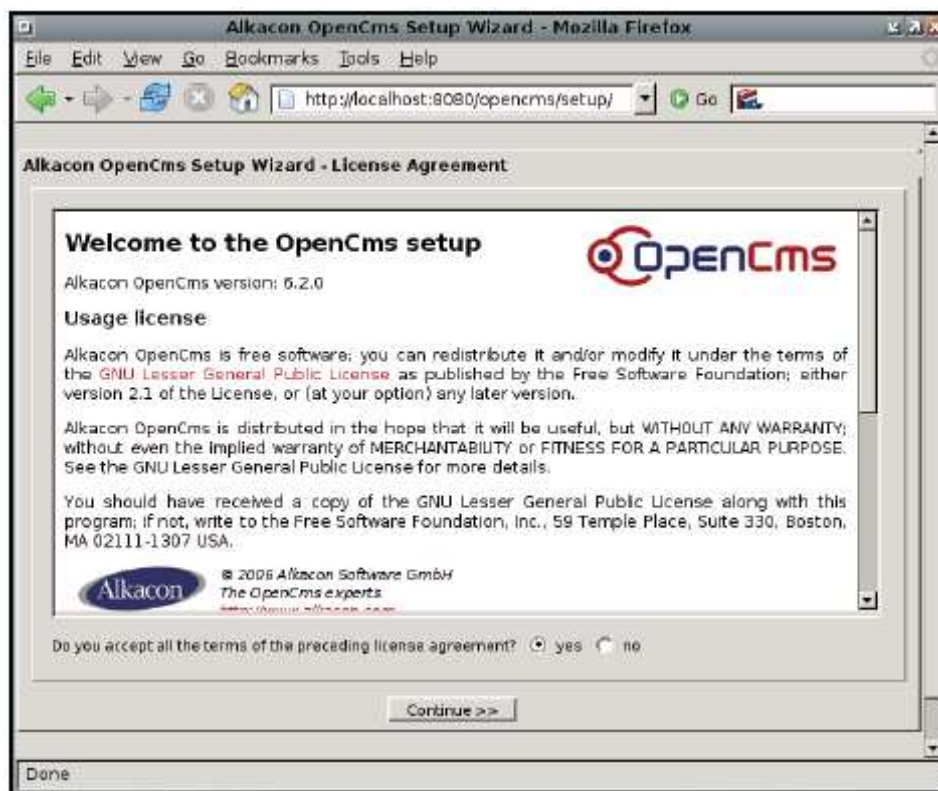 Alkacon OpenCms Setup Wizard - Mozilla Firefox
File Edit View Go Bookmarks Tools Help
http://localhost:8080/opencms/setup/ Go
Alkacon OpenCms Setup Wizard - License Agreement
Welcome to the OpenCms setup
OpenCms
Alkacon OpenCms version: 6.2.0
Usage license
Alkacon OpenCms is free software; you can redistribute it and/or modify it under the terms of
the GNU Lesser General Public License as published by the Free Software Foundation; either
version 2.1 of the License, or (at your option) any later version.
Alkacon OpenCms is distributed in the hope that it will be useful, but WITHOUT ANY WARRANTY;
without even the implied warranty of MERCHANTABILITY or FITNESS FOR A PARTICULAR PURPOSE.
See the GNU Lesser General Public License for more details.
You should have received a copy of the GNU Lesser General Public License along with this
program; if not, write to the Free Software Foundation, Inc., 59 Temple Place, Suite 330, Boston,
MA 02111-1307 USA.
Alkacon
© 2006 Alkacon Software GmbH
The OpenCms experts
http://www.alkacon.com
Do you accept all the terms of the preceding license agreement? yes no
Continue >>
Done